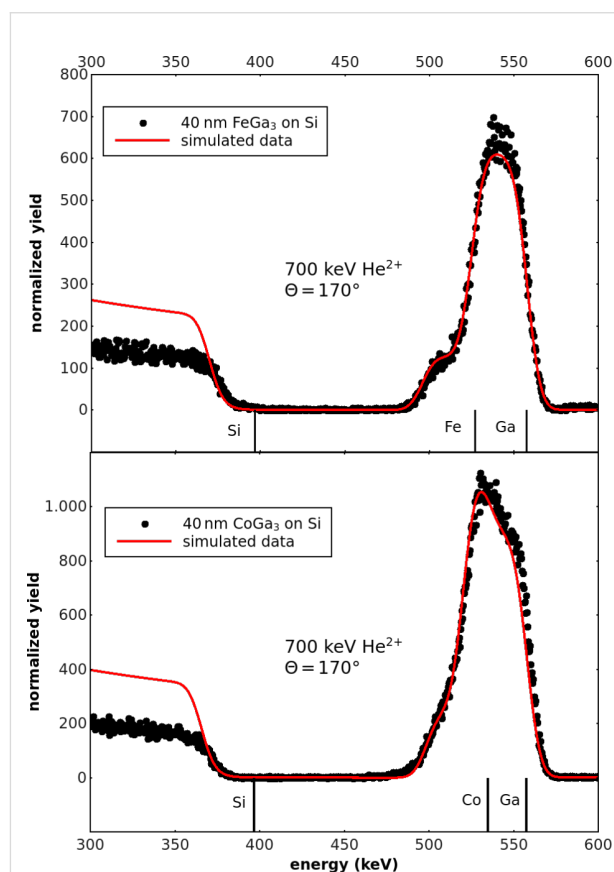 300 350 400 450 500 550 600
800
700
600
500
400
300
200
100
0
normalized yield
40 nm FeGa₃ on Si
simulated data
700 keV He²⁺
Θ = 170°
Si Fe Ga
1.000
800
600
400
200
0
normalized yield
40 nm CoGa₃ on Si
simulated data
700 keV He²⁺
Θ = 170°
Si Co Ga
300 350 400 450 500 550 600
energy (keV)